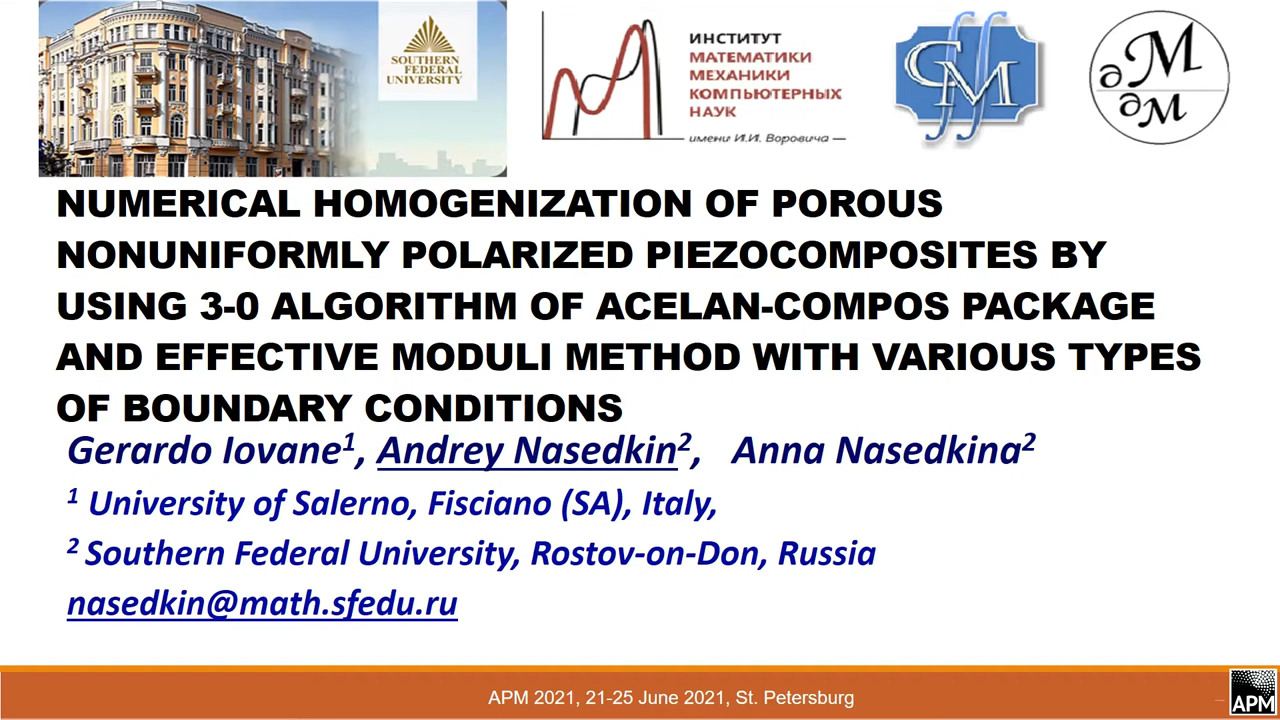 SOUTHERN
FEDERAL
UNIVERSITY
ИНСТИТУТ
МАТЕМАТИКИ
МЕХАНИКИ
КОМПЬЮТЕРНЫХ
НАУК
имени И.И. Воровича
СМ
∂М
∂М
NUMERICAL HOMOGENIZATION OF POROUS
NONUNIFORMLY POLARIZED PIEZOCOMPOSITES BY
USING 3-0 ALGORITHM OF ACELAN-COMPOS PACKAGE
AND EFFECTIVE MODULI METHOD WITH VARIOUS TYPES
OF BOUNDARY CONDITIONS
Gerardo Iovane¹, Andrey Nasedkin², Anna Nasedkina²
¹ University of Salerno, Fisciano (SA), Italy,
² Southern Federal University, Rostov-on-Don, Russia
nasedkin@math.sfedu.ru
APM 2021, 21-25 June 2021, St. Petersburg
APM